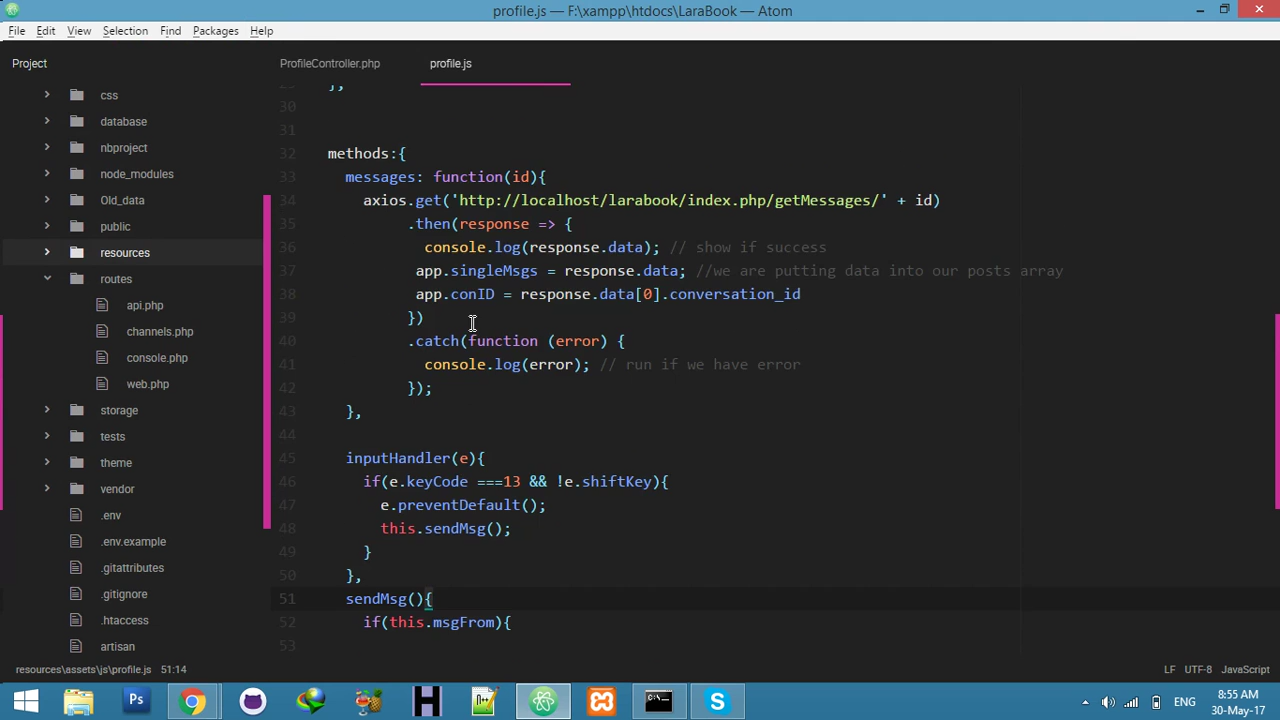 profile.js — F:\xampp\htdocs\LaraBook — Atom
File Edit View Selection Find Packages Help
Project
ProfileController.php
profile.js
css
database
nbproject
node_modules
Old_data
public
resources
routes
api.php
channels.php
console.php
web.php
storage
tests
theme
vendor
.env
.env.example
.gitattributes
.gitignore
.htaccess
artisan
29 },
30
31
32 methods:{
33 messages: function(id){
34 axios.get('http://localhost/larabook/index.php/getMessages/' + id)
35 .then(response => {
36 console.log(response.data); // show if success
37 app.singleMsgs = response.data; //we are putting data into our posts array
38 app.conID = response.data[0].conversation_id
39 })
40 .catch(function (error) {
41 console.log(error); // run if we have error
42 });
43 },
44
45 inputHandler(e){
46 if(e.keyCode ===13 && !e.shiftKey){
47 e.preventDefault();
48 this.sendMsg();
49 }
50 },
51 sendMsg(){
52 if(this.msgFrom){
53
resources\assets\js\profile.js 51:14
LF UTF-8 JavaScript
Ps
H
n++
S
ENG
8:55 AM
30-May-17